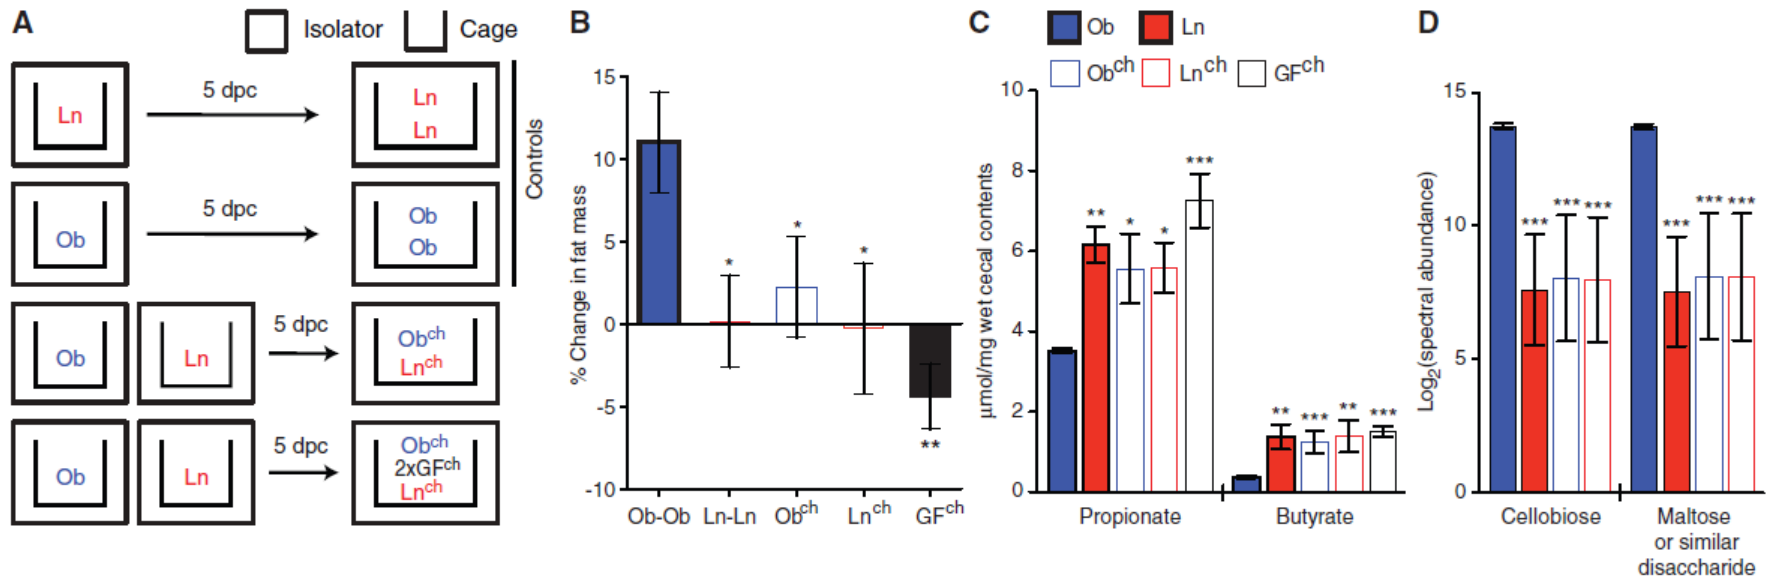 A
Isolator
Cage
Ln
5 dpc
Ln
Ln
Ob
5 dpc
Ob
Ob
Controls
Ob
Ln
5 dpc
Obch
Lnch
Ob
Ln
5 dpc
Obch
2xGFch
Lnch
B
% Change in fat mass
15
10
5
0
-5
-10
*
*
*
**
Ob-Ob
Ln-Ln
Obch
Lnch
GFch
C
Ob
Ln
Obch
Lnch
GFch
µmol/mg wet cecal contents
10
8
6
4
2
0
**
*
*
***
**
***
**
***
Propionate
Butyrate
D
Log2(spectral abundance)
15
10
5
0
***
***
***
***
***
***
Cellobiose
Maltose
or similar
disaccharide